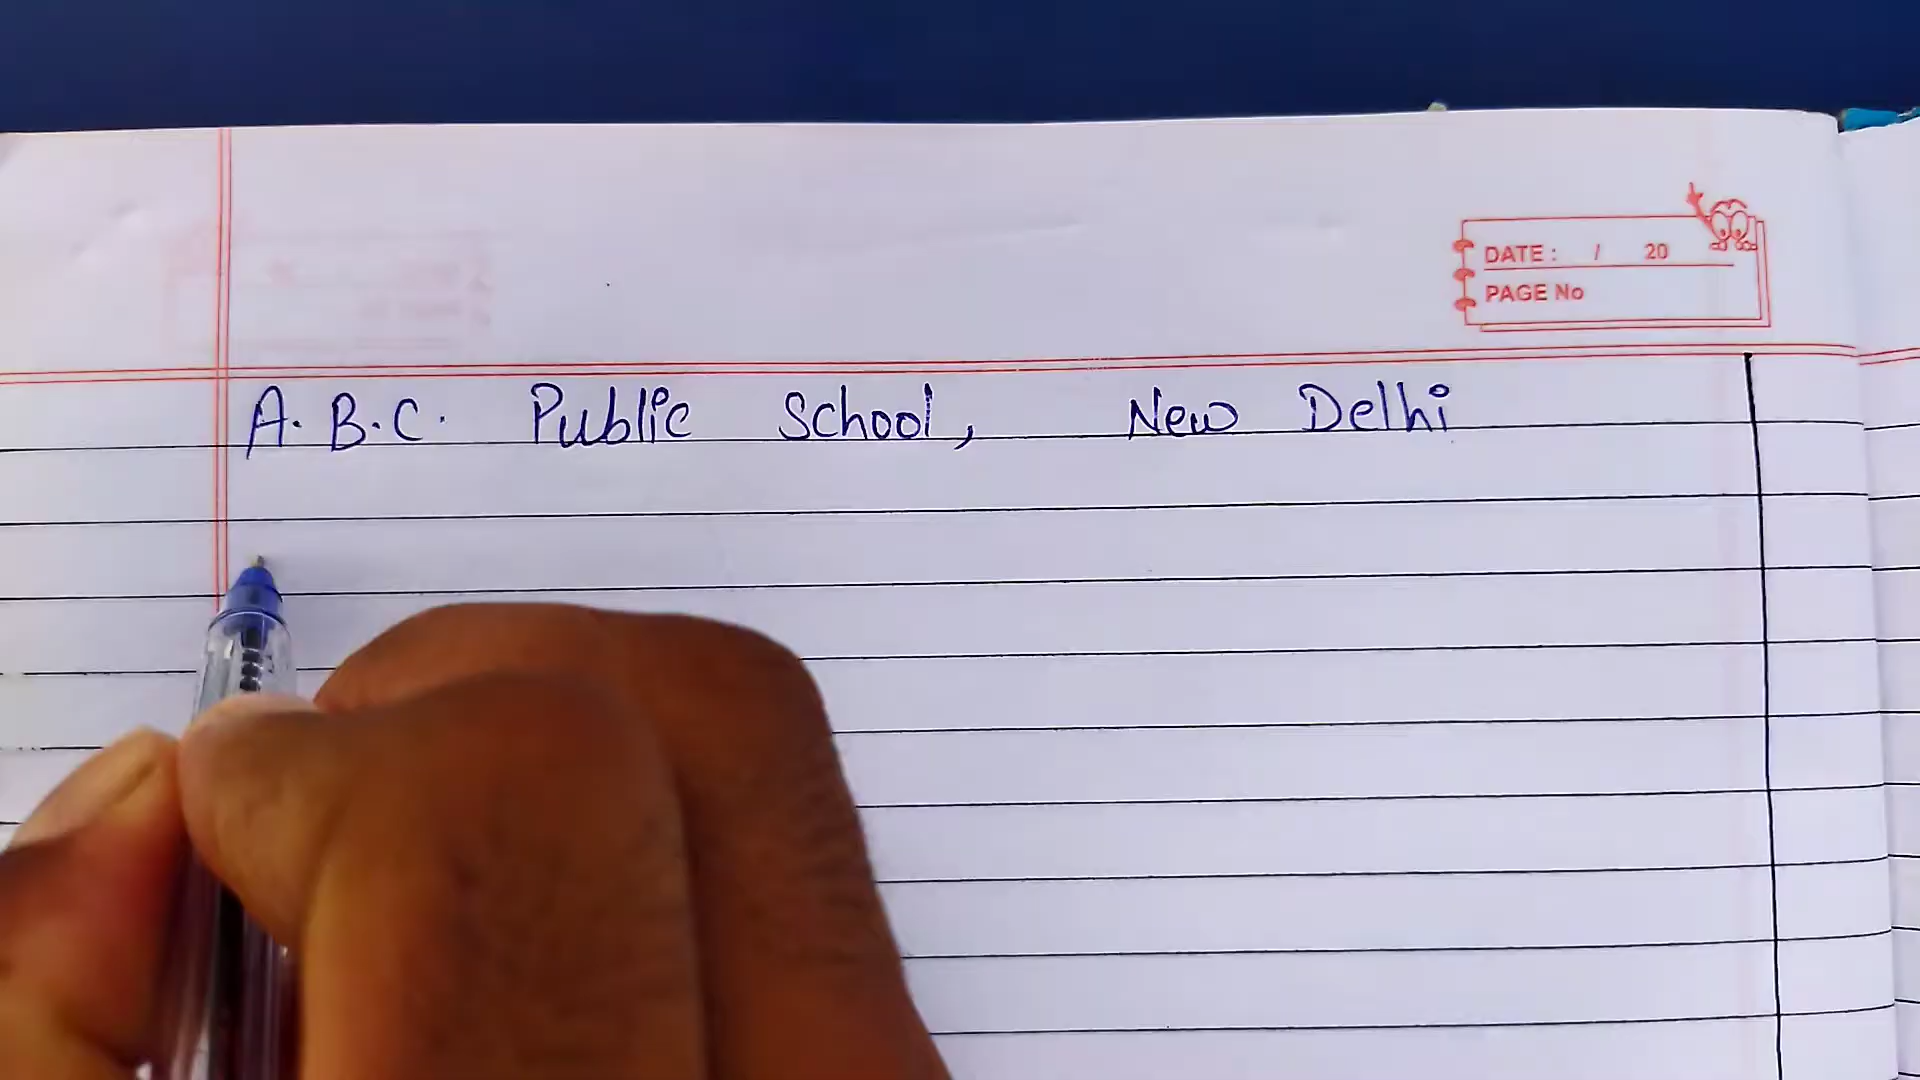 DATE : / 20
PAGE No
A. B. C. Public School, New Delhi